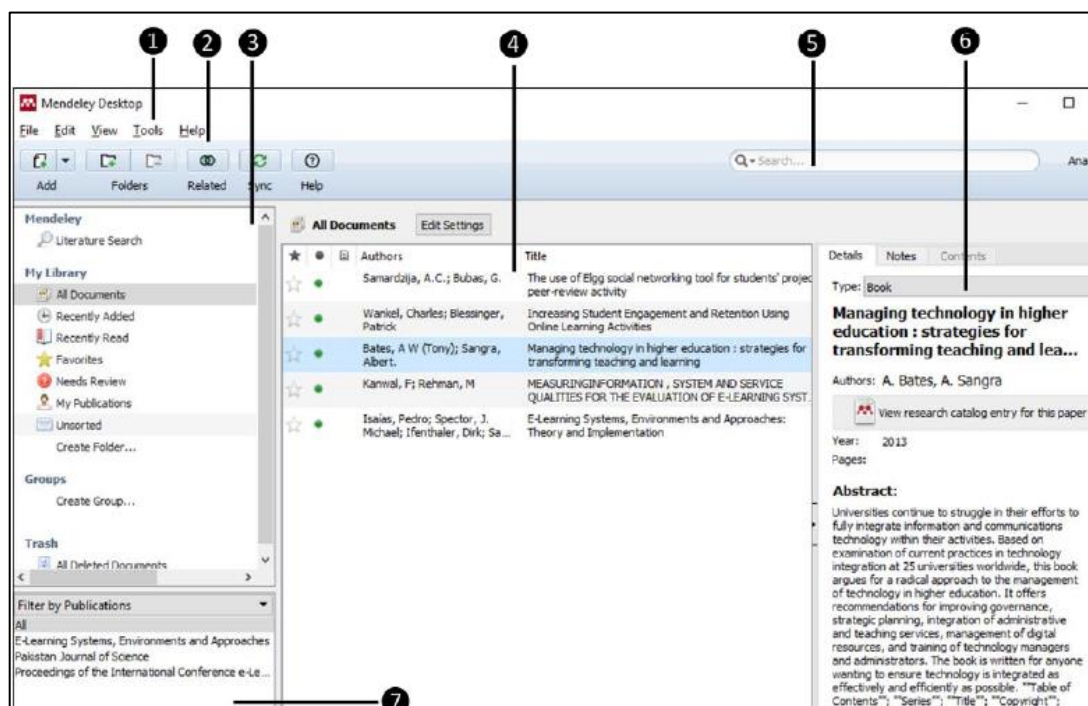 1 2 3 4 5 6
Mendeley Desktop
File Edit View Tools Help
Search...
Ana
Add Folders Related Sync Help
Mendeley
Literature Search
My Library
All Documents
Recently Added
Recently Read
Favorites
Needs Review
My Publications
Unsorted
Create Folder...
Groups
Create Group...
Trash
All Deleted Documents
Filter by Publications
All
E-Learning Systems, Environments and Approaches
Pakistan Journal of Science
Proceedings of the International Conference e-Le...
7
All Documents Edit Settings
Authors Title
Samardzija, A.C.; Bubas, G. The use of Elgg social networking tool for students' projec
peer-review activity
Wankel, Charles; Blessinger, Increasing Student Engagement and Retention Using
Patrick Online Learning Activities
Bates, A W (Tony); Sangra, Managing technology in higher education : strategies for
Albert. transforming teaching and learning
Kanwal, F; Rehman, M MEASURINGINFORMATION , SYSTEM AND SERVICE
QUALITIES FOR THE EVALUATION OF E-LEARNING SYST...
Isaías, Pedro; Spector, J. E-Learning Systems, Environments and Approaches:
Michael; Ifenthaler, Dirk; Sa... Theory and Implementation
Details Notes Contents
Type: Book
Managing technology in higher
education : strategies for
transforming teaching and lea...
Authors: A. Bates, A. Sangra
View research catalog entry for this paper
Year: 2013
Pages:
Abstract:
Universities continue to struggle in their efforts to
fully integrate information and communications
technology within their activities. Based on
examination of current practices in technology
integration at 25 universities worldwide, this book
argues for a radical approach to the management
of technology in higher education. It offers
recommendations for improving governance,
strategic planning, integration of administrative
and teaching services, management of digital
resources, and training of technology managers
and administrators. The book is written for anyone
wanting to ensure technology is integrated as
effectively and efficiently as possible. ""Table of
Contents""; ""Series""; ""Title""; ""Copyright"";